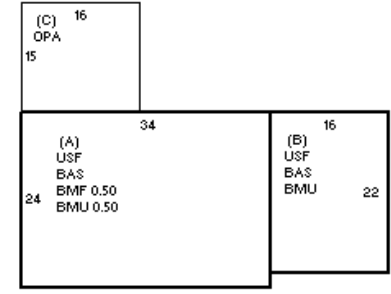 (C) 16
OPA
15
34
(A)
USF
BAS
BMF 0.50
BMU 0.50
24
16
(B)
USF
BAS
BMU
22